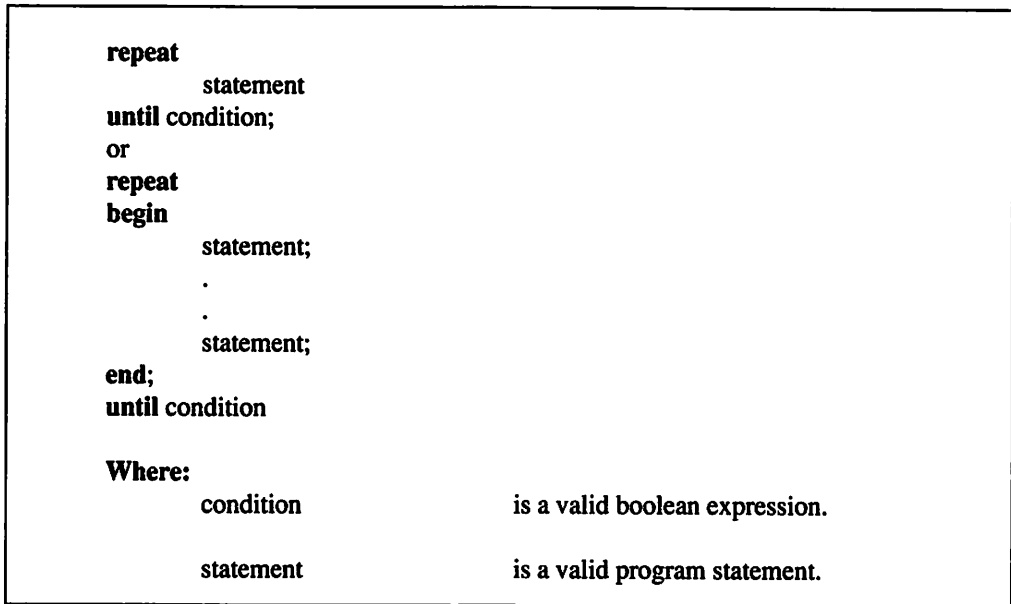 repeat
statement
until condition;
or
repeat
begin
statement;
.
.
statement;
end;
until condition
Where:
condition is a valid boolean expression.
statement is a valid program statement.